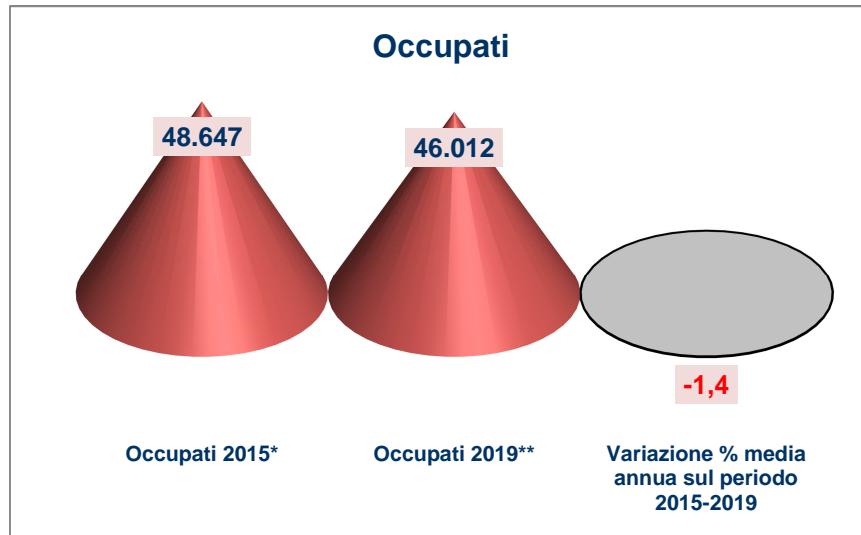 Occupati
48.647
46.012
-1,4
Occupati 2015*
Occupati 2019**
Variazione % media
annua sul periodo
2015-2019